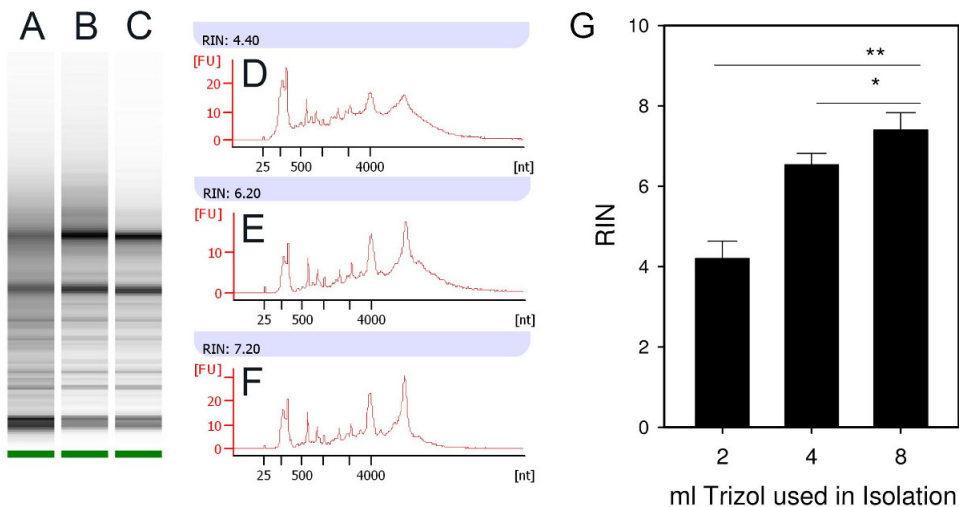 A B C
RIN: 4.40
[FU]
D
20
10
0
25 500 4000 [nt]
RIN: 6.20
[FU]
E
10
0
25 500 4000 [nt]
RIN: 7.20
[FU]
F
30
20
10
0
25 500 4000 [nt]
G
10
**
*
8
6
RIN
4
2
0
2 4 8
ml Trizol used in Isolation